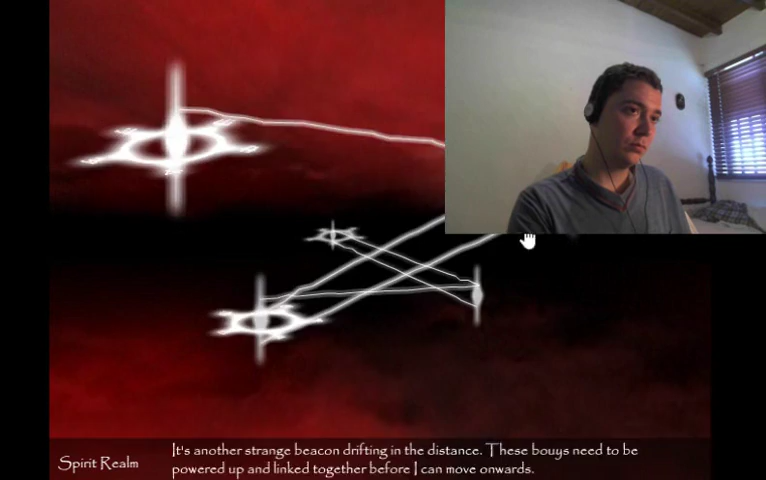 It's another strange beacon drifting in the distance. These bouys need to be
Spirit Realm
powered up and linked together before I can move onwards.